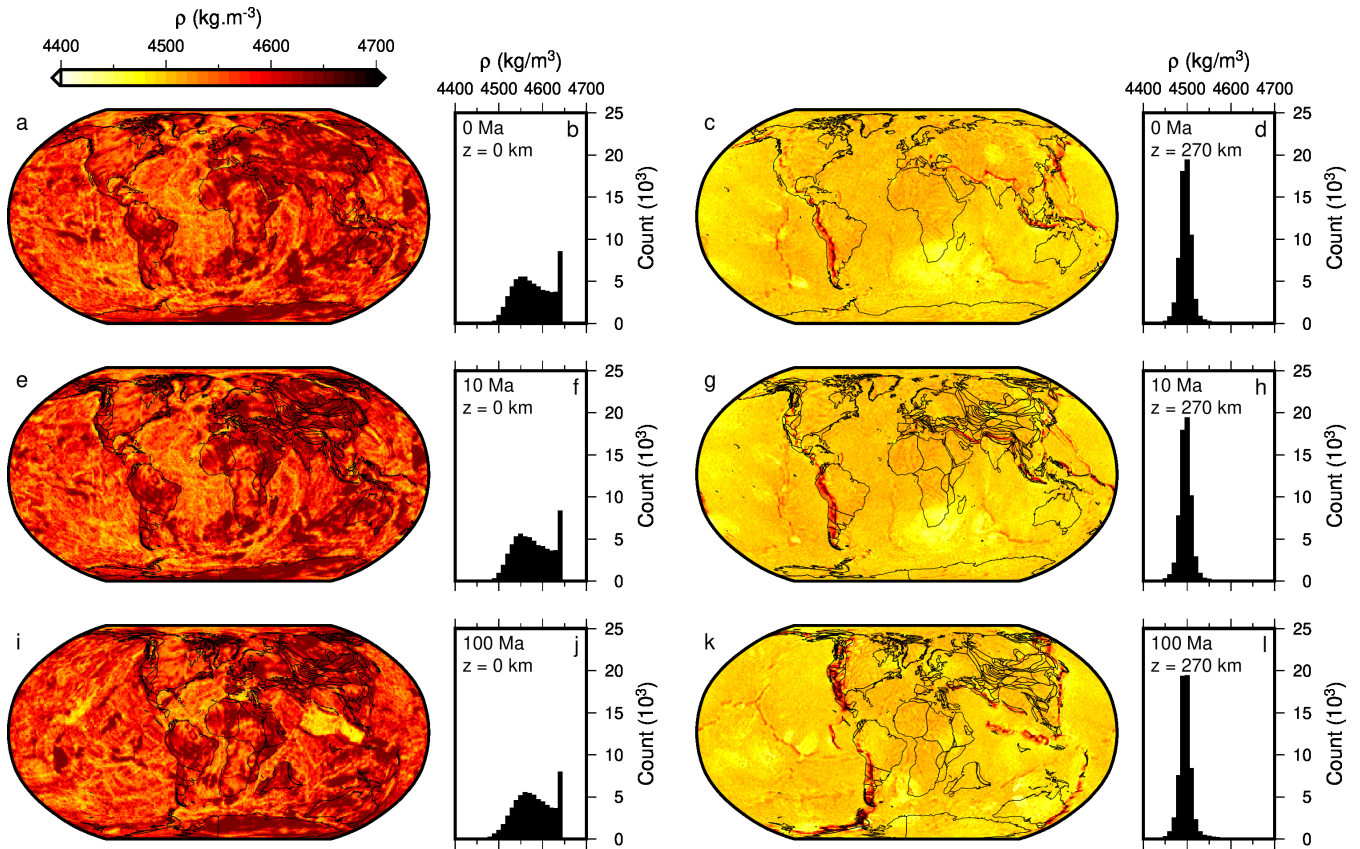 ρ (kg.m⁻³)
4400 4500 4600 4700
ρ (kg/m³)
4400 4500 4600 4700
ρ (kg/m³)
4400 4500 4600 4700
a
0 Ma b
z = 0 km
25
20
15
10
5
0
Count (10³)
c
0 Ma d
z = 270 km
25
20
15
10
5
0
Count (10³)
e
10 Ma f
z = 0 km
25
20
15
10
5
0
Count (10³)
g
10 Ma h
z = 270 km
25
20
15
10
5
0
Count (10³)
i
100 Ma j
z = 0 km
25
20
15
10
5
0
Count (10³)
k
100 Ma l
z = 270 km
25
20
15
10
5
0
Count (10³)